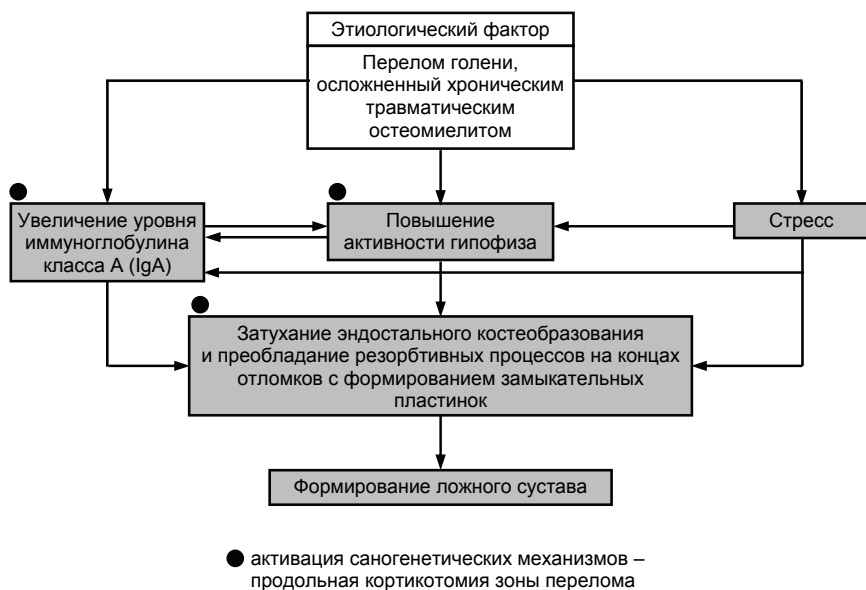 Этиологический фактор
Перелом голени,
осложненный хроническим
травматическим
остеомиелитом
Увеличение уровня
иммуноглобулина
класса А (IgA)
Повышение
активности гипофиза
Стресс
Затухание эндостального костеобразования
и преобладание резорбтивных процессов на концах
отломков с формированием замыкательных
пластинок
Формирование ложного сустава
активация саногенетических механизмов –
продольная кортикотомия зоны перелома